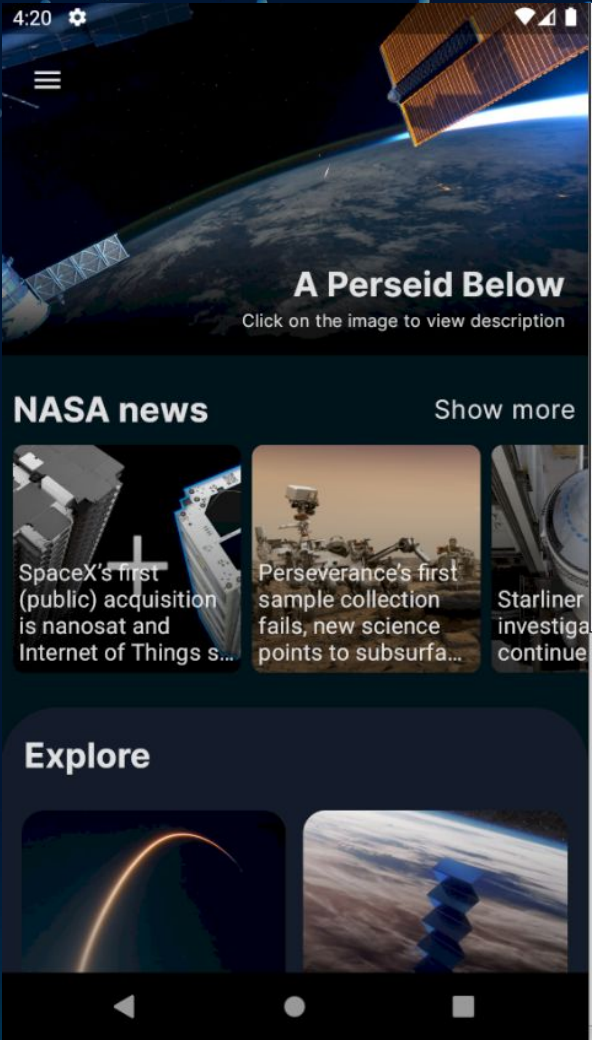 4:20
A Perseid Below
Click on the image to view description
NASA news
Show more
SpaceX's first
(public) acquisition
is nanosat and
Internet of Things s...
Perseverance's first
sample collection
fails, new science
points to subsurfa...
Starliner
investiga
continue
Explore